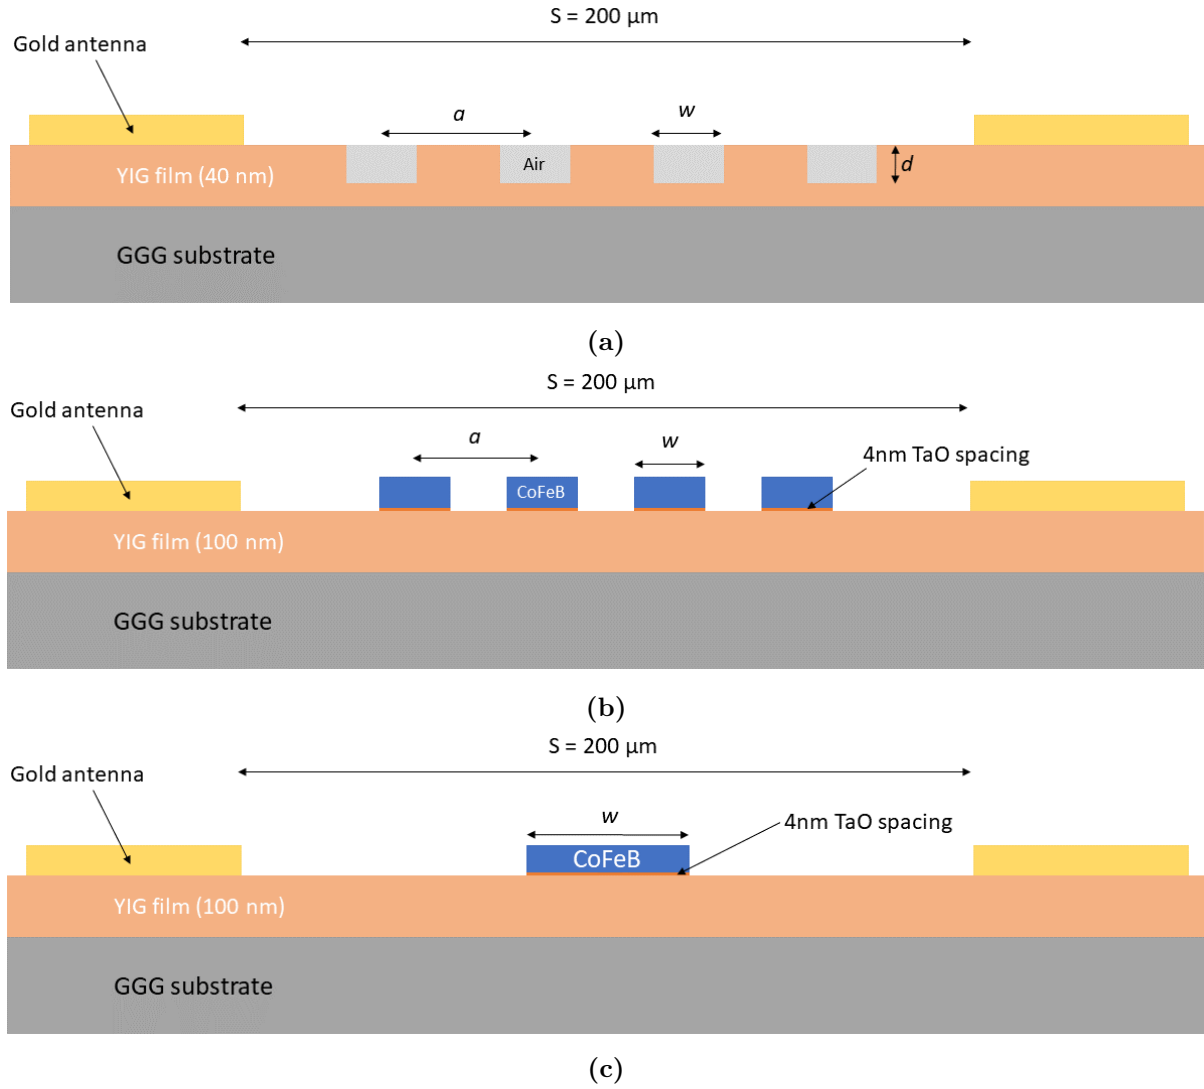 S = 200 µm
Gold antenna
a
w
Air
d
YIG film (40 nm)
GGG substrate
(a)
S = 200 µm
Gold antenna
a
w
4nm TaO spacing
CoFeB
YIG film (100 nm)
GGG substrate
(b)
S = 200 µm
Gold antenna
w
4nm TaO spacing
CoFeB
YIG film (100 nm)
GGG substrate
(c)